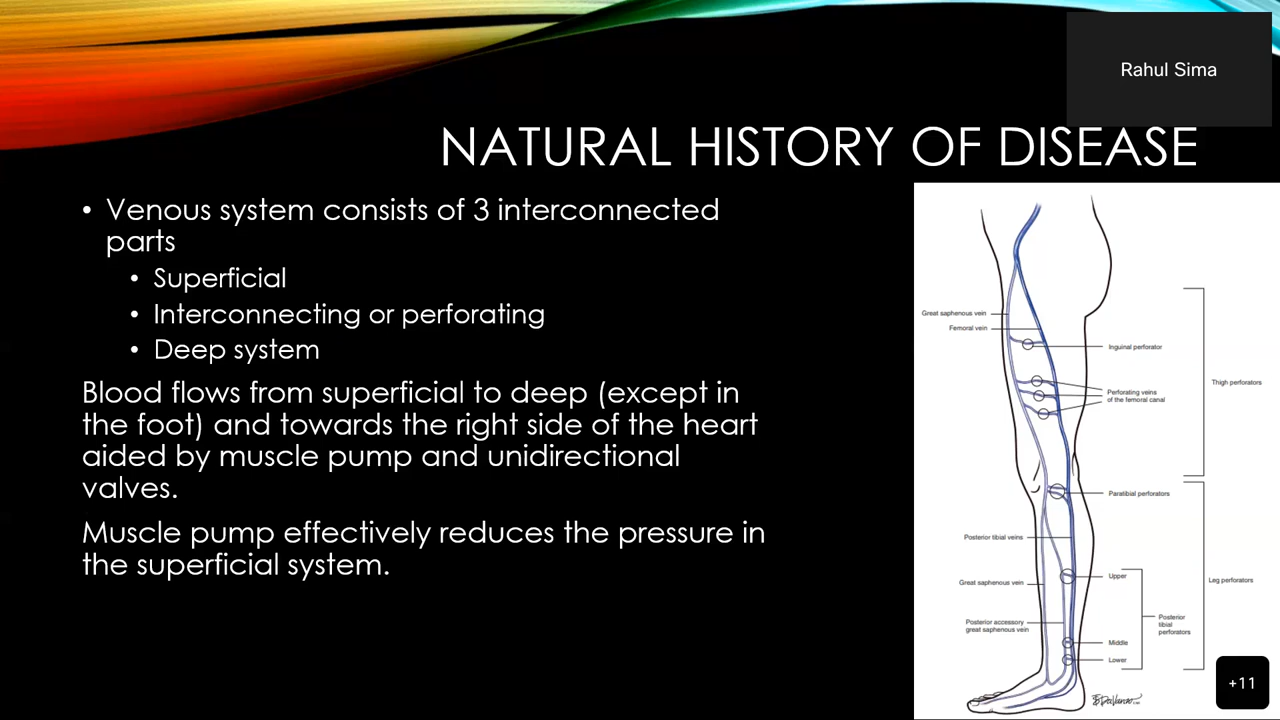 Rahul Sima
NATURAL HISTORY OF DISEASE
• Venous system consists of 3 interconnected
parts
• Superficial
• Interconnecting or perforating
• Deep system
Blood flows from superficial to deep (except in
the foot) and towards the right side of the heart
aided by muscle pump and unidirectional
valves.
Muscle pump effectively reduces the pressure in
the superficial system.
Great saphenous vein
Femoral vein
Inguinal perforator
Thigh perforators
Perforating veins
of the femoral canal
Paratibial perforators
Posterior tibial veins
Great saphenous vein
Upper
Leg perforators
Posterior accessory
great saphenous vein
Posterior
tibial
perforators
Middle
Lower
+11